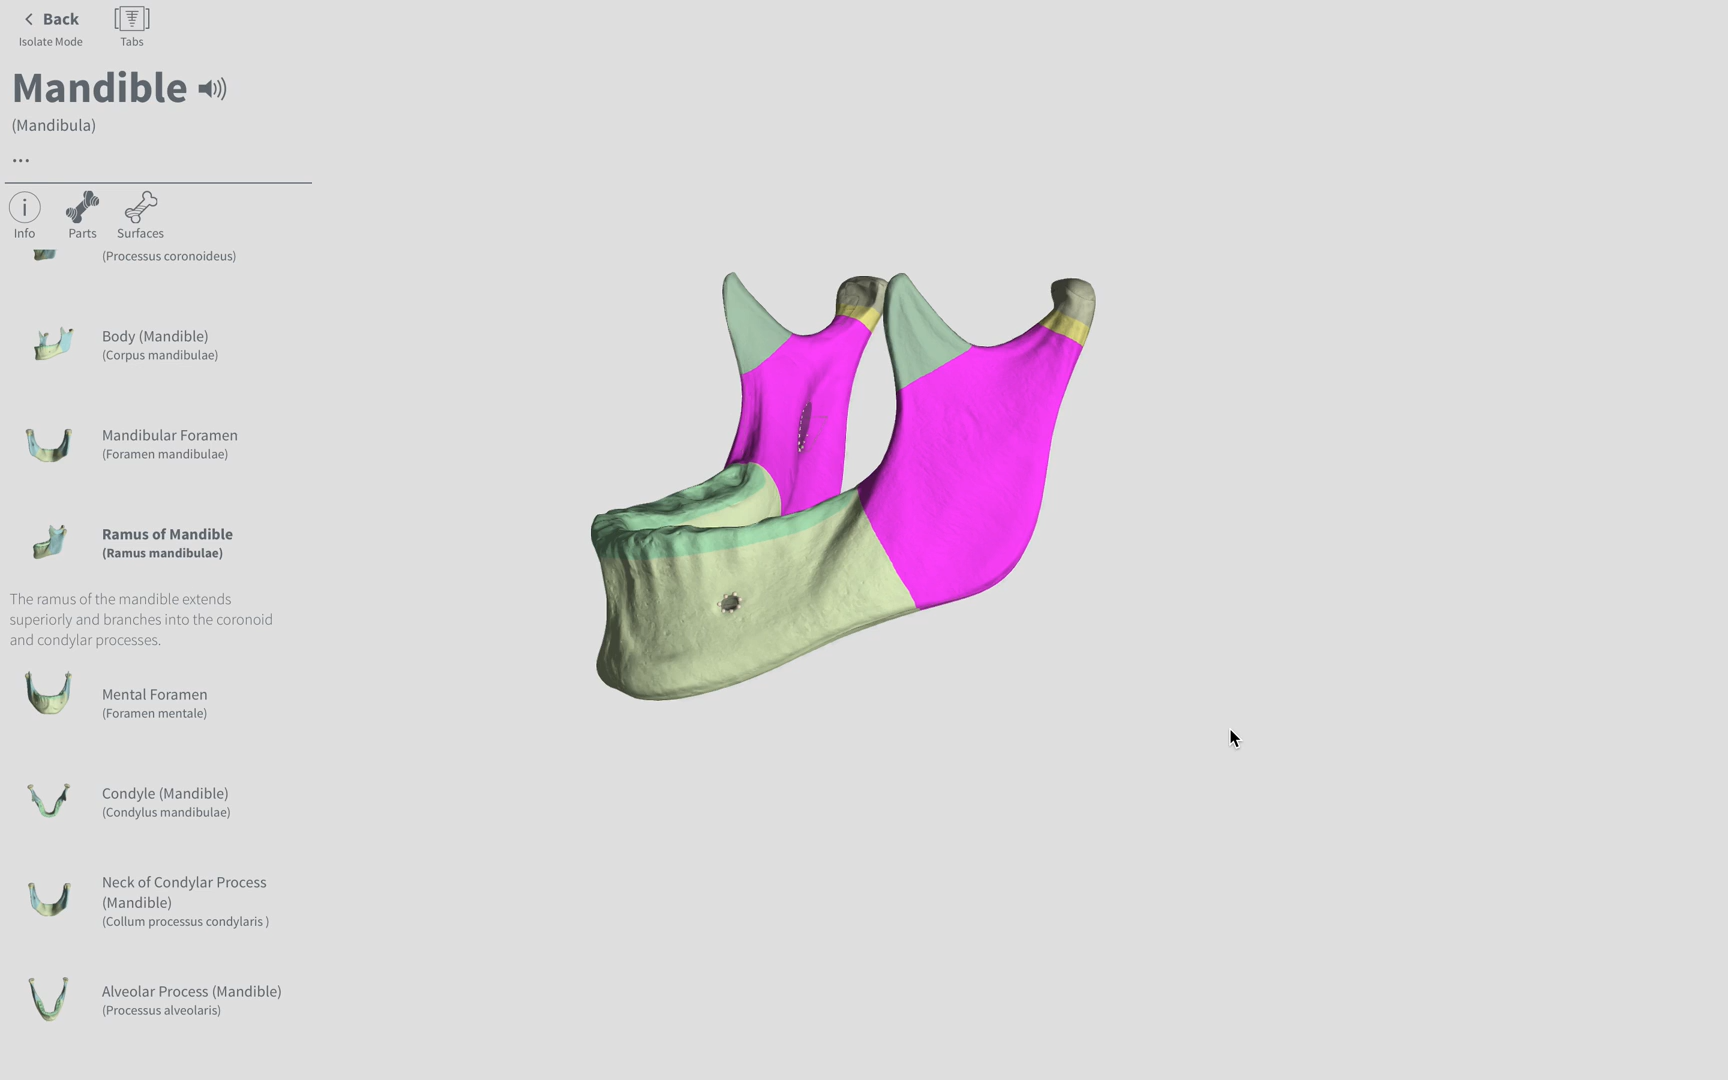 Back
Isolate Mode
Tabs
Mandible
(Mandibula)
...
Info
Parts
Surfaces
(Processus coronoideus)
Body (Mandible)
(Corpus mandibulae)
Mandibular Foramen
(Foramen mandibulae)
Ramus of Mandible
(Ramus mandibulae)
The ramus of the mandible extends
superiorly and branches into the coronoid
and condylar processes.
Mental Foramen
(Foramen mentale)
Condyle (Mandible)
(Condylus mandibulae)
Neck of Condylar Process
(Mandible)
(Collum processus condylaris )
Alveolar Process (Mandible)
(Processus alveolaris)